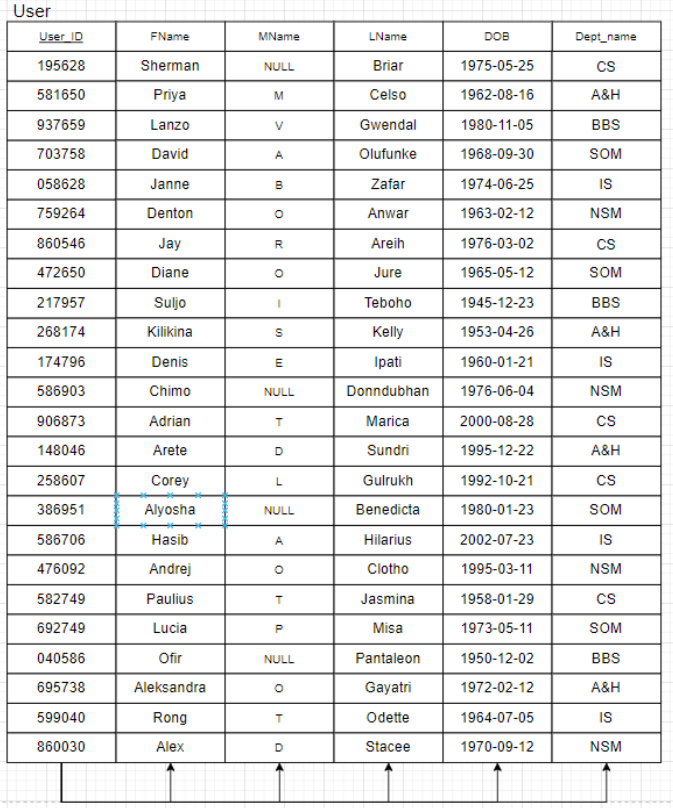 User
User_ID FName MName LName DOB Dept_name
195628 Sherman NULL Briar 1975-05-25 CS
581650 Priya M Celso 1962-08-16 A&H
937659 Lanzo V Gwendal 1980-11-05 BBS
703758 David A Olufunke 1968-09-30 SOM
058628 Janne B Zafar 1974-06-25 IS
759264 Denton O Anwar 1963-02-12 NSM
860546 Jay R Areih 1976-03-02 CS
472650 Diane O Jure 1965-05-12 SOM
217957 Suljo I Teboho 1945-12-23 BBS
268174 Kilikina S Kelly 1953-04-26 A&H
174796 Denis E Ipati 1960-01-21 IS
586903 Chimo NULL Donndubhan 1976-06-04 NSM
906873 Adrian T Marica 2000-08-28 CS
148046 Arete D Sundri 1995-12-22 A&H
258607 Corey L Gulrukh 1992-10-21 CS
386951 Alyosha NULL Benedicta 1980-01-23 SOM
586706 Hasib A Hilarius 2002-07-23 IS
476092 Andrej O Clotho 1995-03-11 NSM
582749 Paulius T Jasmina 1958-01-29 CS
692749 Lucia P Misa 1973-05-11 SOM
040586 Ofir NULL Pantaleon 1950-12-02 BBS
695738 Aleksandra O Gayatri 1972-02-12 A&H
599040 Rong T Odette 1964-07-05 IS
860030 Alex D Stacee 1970-09-12 NSM